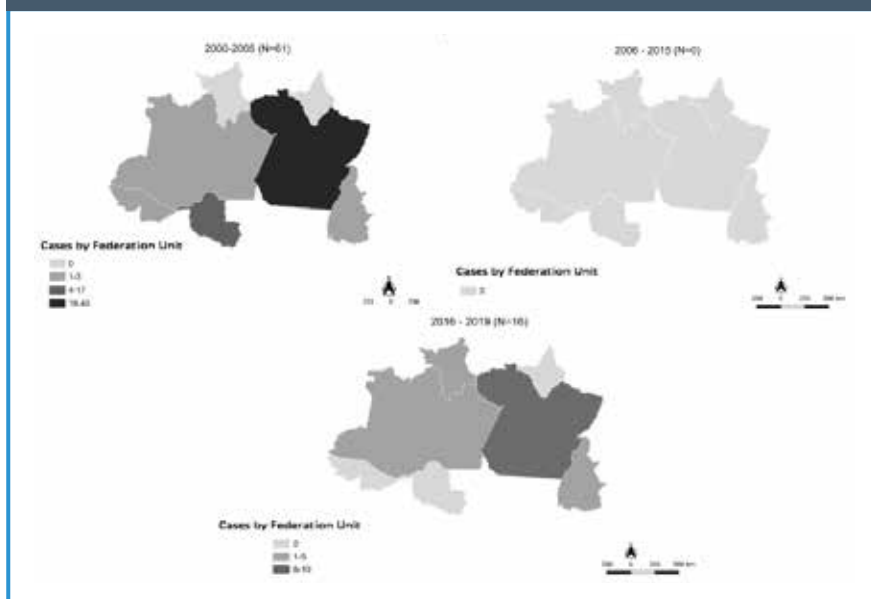 2000-2005 (N=61)
2006 - 2015 (N=0)
Cases by Federation Unit
0
1-3
4-17
18-40
Cases by Federation Unit
0
2016 - 2019 (N=16)
Cases by Federation Unit
0
1-5
6-10